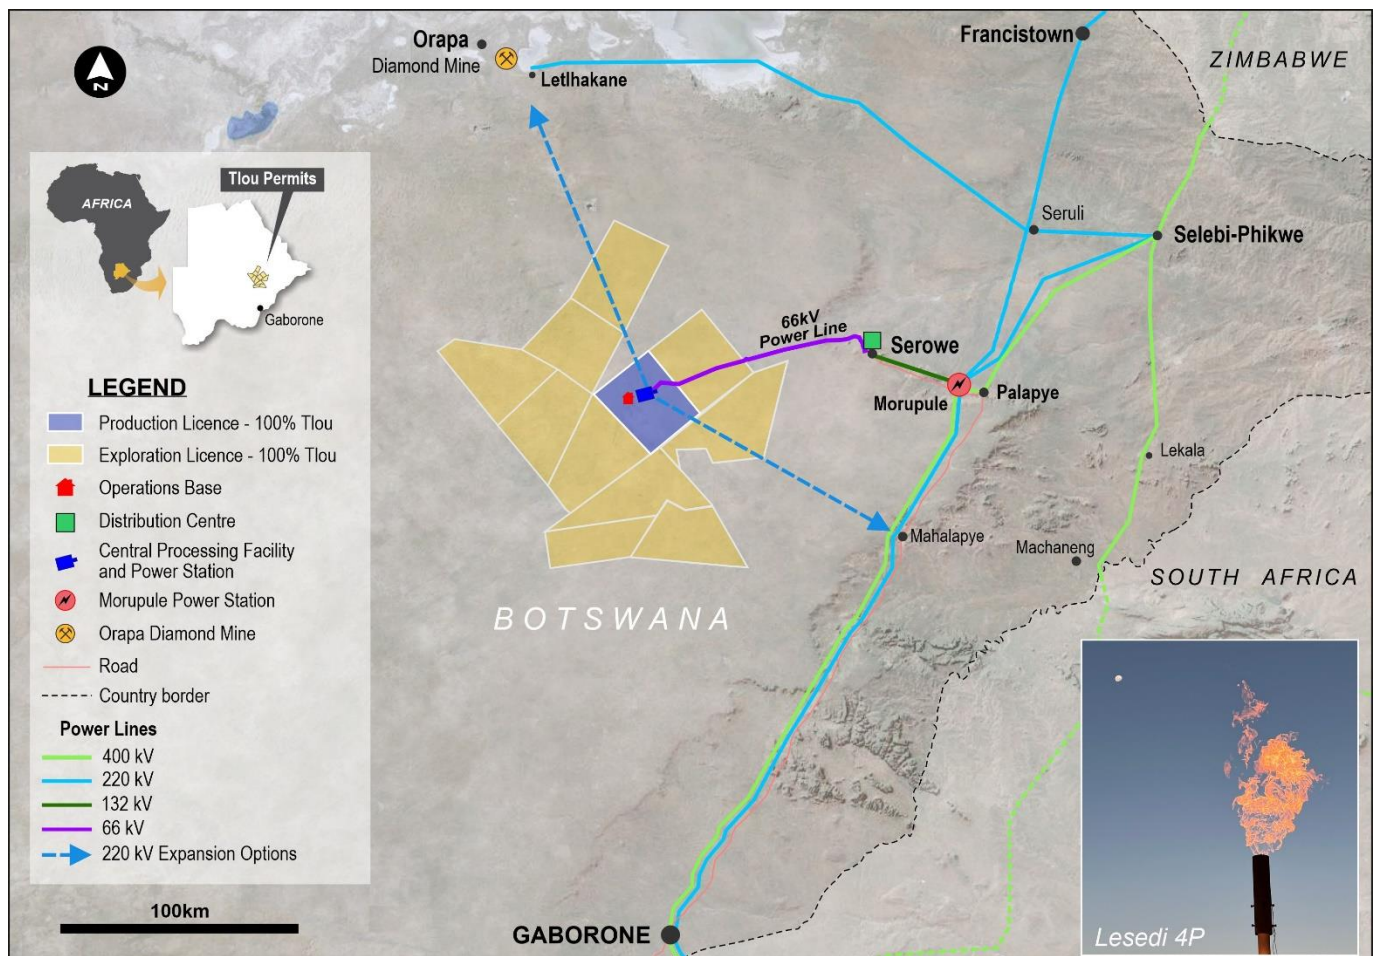 Orapa
Diamond Mine
Letlhakane
Francistown
ZIMBABWE
N
Tlou Permits
AFRICA
Gaborone
Seruli
Selebi-Phikwe
66kV
Power Line
Serowe
Morupule
Palapye
Lekala
Mahalapye
Machaneng
SOUTH AFRICA
BOTSWANA
LEGEND
Production Licence - 100% Tlou
Exploration Licence - 100% Tlou
Operations Base
Distribution Centre
Central Processing Facility
and Power Station
Morupule Power Station
Orapa Diamond Mine
Road
Country border
Power Lines
400 kV
220 kV
132 kV
66 kV
220 kV Expansion Options
100km
GABORONE
Lesedi 4P